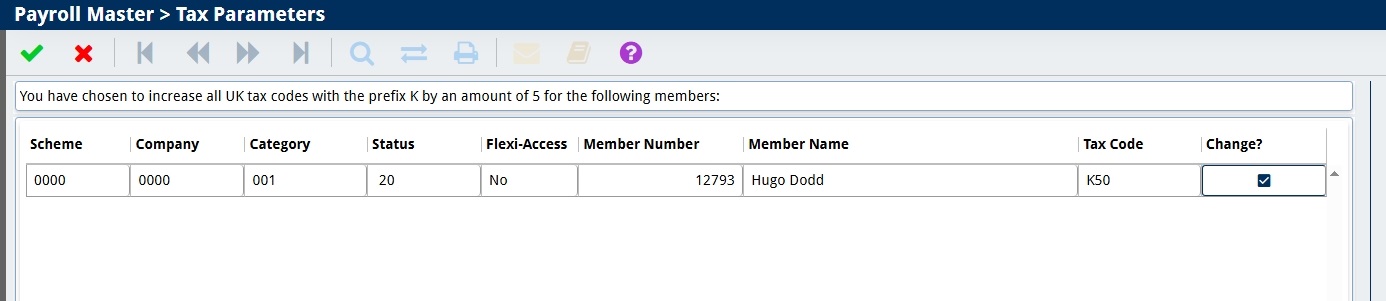 Payroll Master > Tax Parameters
?
You have chosen to increase all UK tax codes with the prefix K by an amount of 5 for the following members:
Scheme Company Category Status Flexi-Access Member Number Member Name Tax Code Change?
0000 0000 001 20 No 12793 Hugo Dodd K50